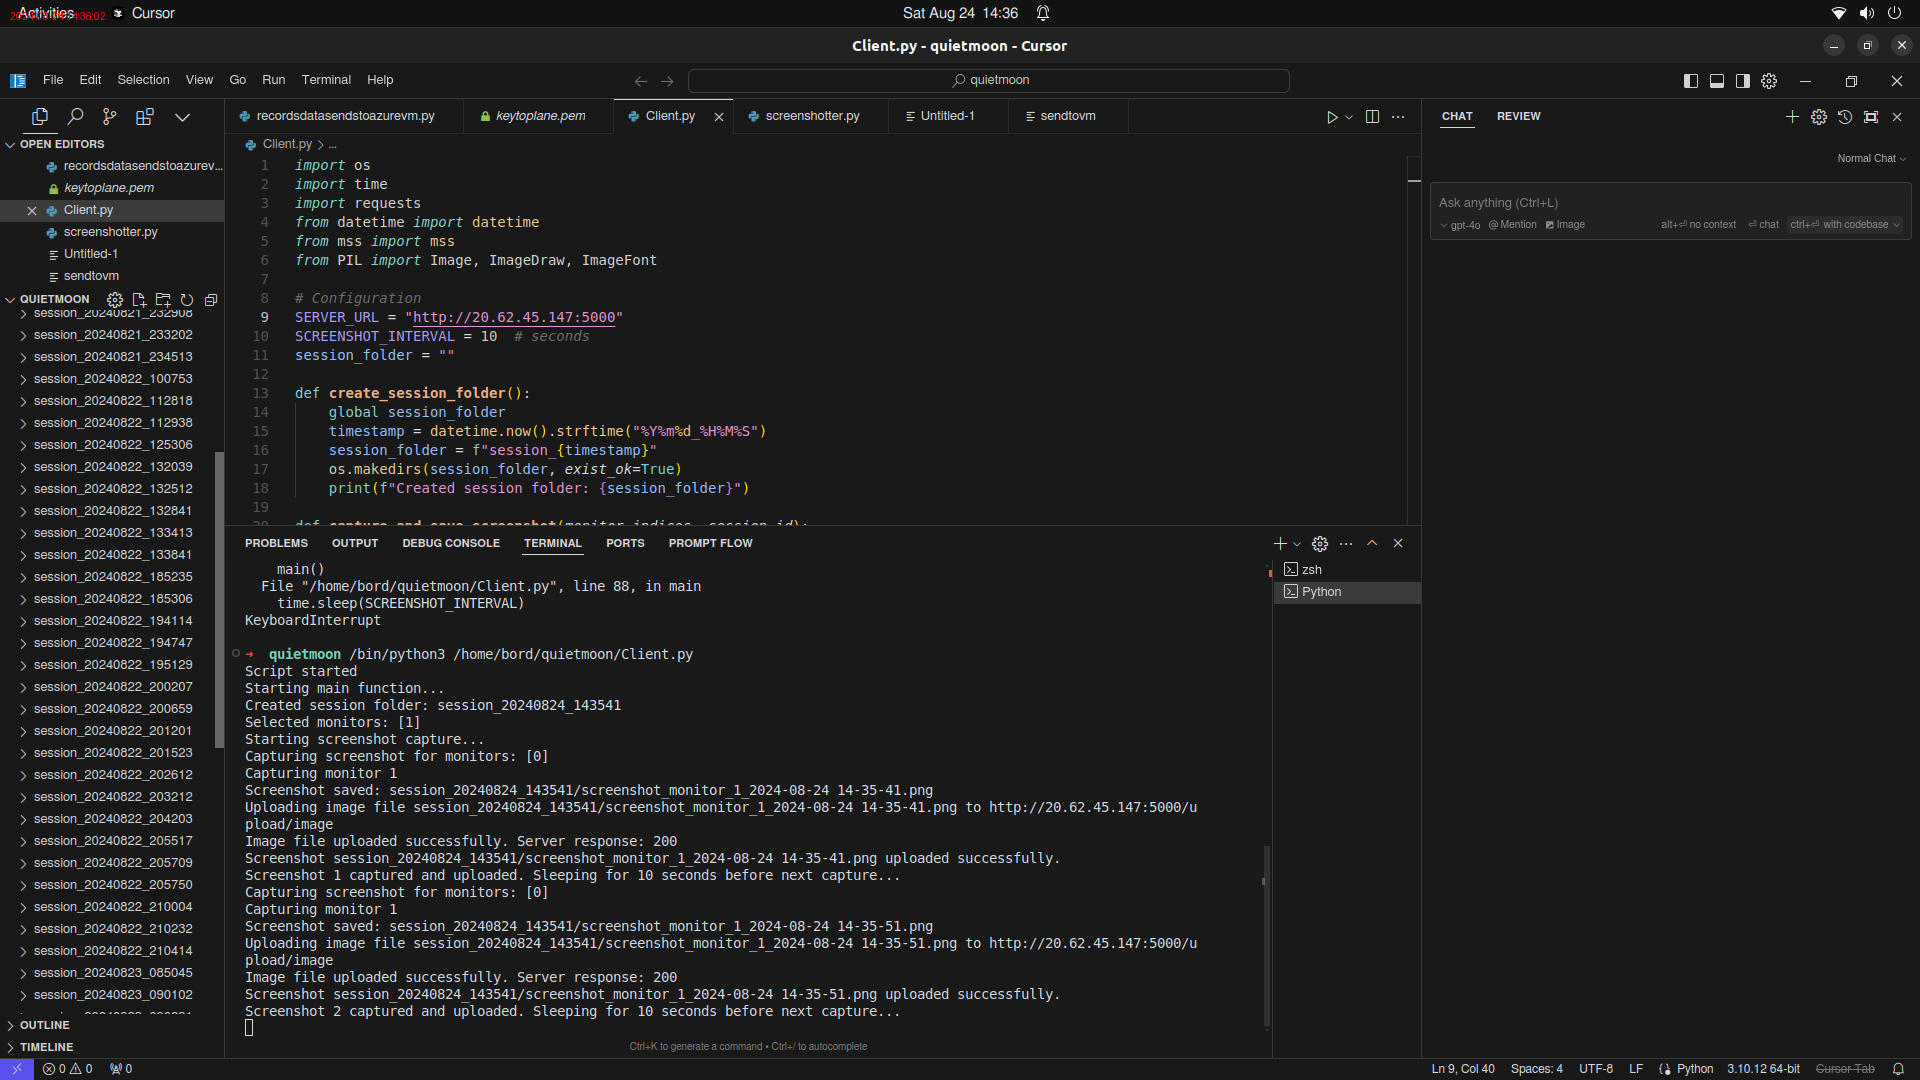 Activities
Cursor
Sat Aug 24 14:36
Client.py - quietmoon - Cursor
File Edit Selection View Go Run Terminal Help
quietmoon
recordsdatasendstoazurevm.py
keytoplane.pem
Client.py
screenshotter.py
Untitled-1
sendtovm
CHAT
REVIEW
OPEN EDITORS
recordsdatasendstoazurev...
keytoplane.pem
Client.py
screenshotter.py
Untitled-1
sendtovm
QUIETMOON
session_20240821_232908
session_20240821_233202
session_20240821_234513
session_20240822_100753
session_20240822_112818
session_20240822_112938
session_20240822_125306
session_20240822_132039
session_20240822_132512
session_20240822_132841
session_20240822_133413
session_20240822_133841
session_20240822_185235
session_20240822_185306
session_20240822_194114
session_20240822_194747
session_20240822_195129
session_20240822_200207
session_20240822_200659
session_20240822_201201
session_20240822_201523
session_20240822_202612
session_20240822_203212
session_20240822_204203
session_20240822_205517
session_20240822_205709
session_20240822_205750
session_20240822_210004
session_20240822_210232
session_20240822_210414
session_20240823_085045
session_20240823_090102
OUTLINE
TIMELINE
Client.py > ...
1 import os
2 import time
3 import requests
4 from datetime import datetime
5 from mss import mss
6 from PIL import Image, ImageDraw, ImageFont
7
8 # Configuration
9 SERVER_URL = "http://20.62.45.147:5000"
10 SCREENSHOT_INTERVAL = 10  # seconds
11 session_folder = ""
12
13 def create_session_folder():
14     global session_folder
15     timestamp = datetime.now().strftime("%Y%m%d_%H%M%S")
16     session_folder = f"session_{timestamp}"
17     os.makedirs(session_folder, exist_ok=True)
18     print(f"Created session folder: {session_folder}")
19
20 def capture_and_save_screenshot(monitor_indices, session_id):
PROBLEMS OUTPUT DEBUG CONSOLE TERMINAL PORTS PROMPT FLOW
main()
File "/home/bord/quietmoon/Client.py", line 88, in main
time.sleep(SCREENSHOT_INTERVAL)
KeyboardInterrupt
➜ quietmoon /bin/python3 /home/bord/quietmoon/Client.py
Script started
Starting main function...
Created session folder: session_20240824_143541
Selected monitors: [1]
Starting screenshot capture...
Capturing screenshot for monitors: [0]
Capturing monitor 1
Screenshot saved: session_20240824_143541/screenshot_monitor_1_2024-08-24 14-35-41.png
Uploading image file session_20240824_143541/screenshot_monitor_1_2024-08-24 14-35-41.png to http://20.62.45.147:5000/u
pload/image
Image file uploaded successfully. Server response: 200
Screenshot session_20240824_143541/screenshot_monitor_1_2024-08-24 14-35-41.png uploaded successfully.
Screenshot 1 captured and uploaded. Sleeping for 10 seconds before next capture...
Capturing screenshot for monitors: [0]
Capturing monitor 1
Screenshot saved: session_20240824_143541/screenshot_monitor_1_2024-08-24 14-35-51.png
Uploading image file session_20240824_143541/screenshot_monitor_1_2024-08-24 14-35-51.png to http://20.62.45.147:5000/u
pload/image
Image file uploaded successfully. Server response: 200
Screenshot session_20240824_143541/screenshot_monitor_1_2024-08-24 14-35-51.png uploaded successfully.
Screenshot 2 captured and uploaded. Sleeping for 10 seconds before next capture...
Ctrl+K to generate a command • Ctrl+/ to autocomplete
zsh
Python
Normal Chat
Ask anything (Ctrl+L)
gpt-4o @ Mention Image alt+⏎ no context ⏎ chat ctrl+⏎ with codebase
0 0 0
Ln 9, Col 40 Spaces: 4 UTF-8 LF Python 3.10.12 64-bit Cursor Tab